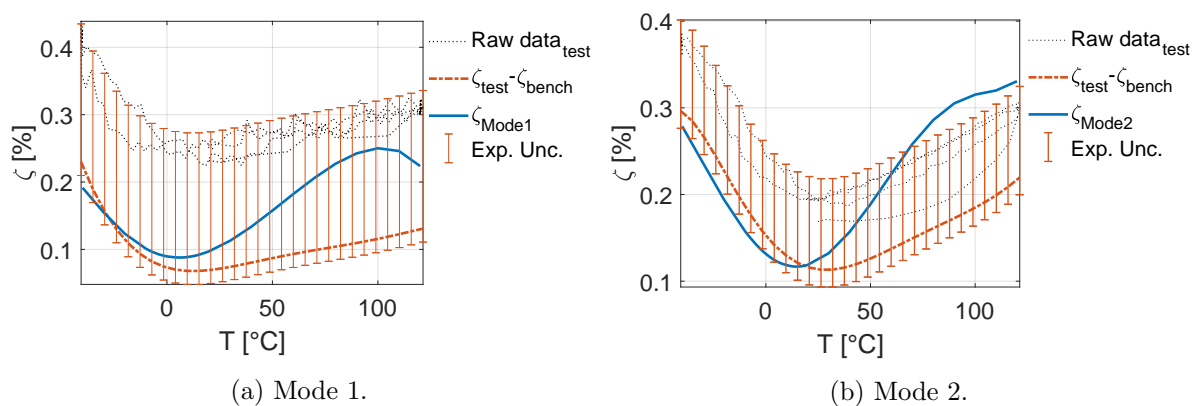 0.4
0.3
0.2
0.1
ζ [%]
0
50
100
T [°C]
Raw data_test
ζ_test-ζ_bench
ζ_Mode1
Exp. Unc.
(a) Mode 1.
0.4
0.3
0.2
0.1
ζ [%]
0
50
100
T [°C]
Raw data_test
ζ_test-ζ_bench
ζ_Mode2
Exp. Unc.
(b) Mode 2.